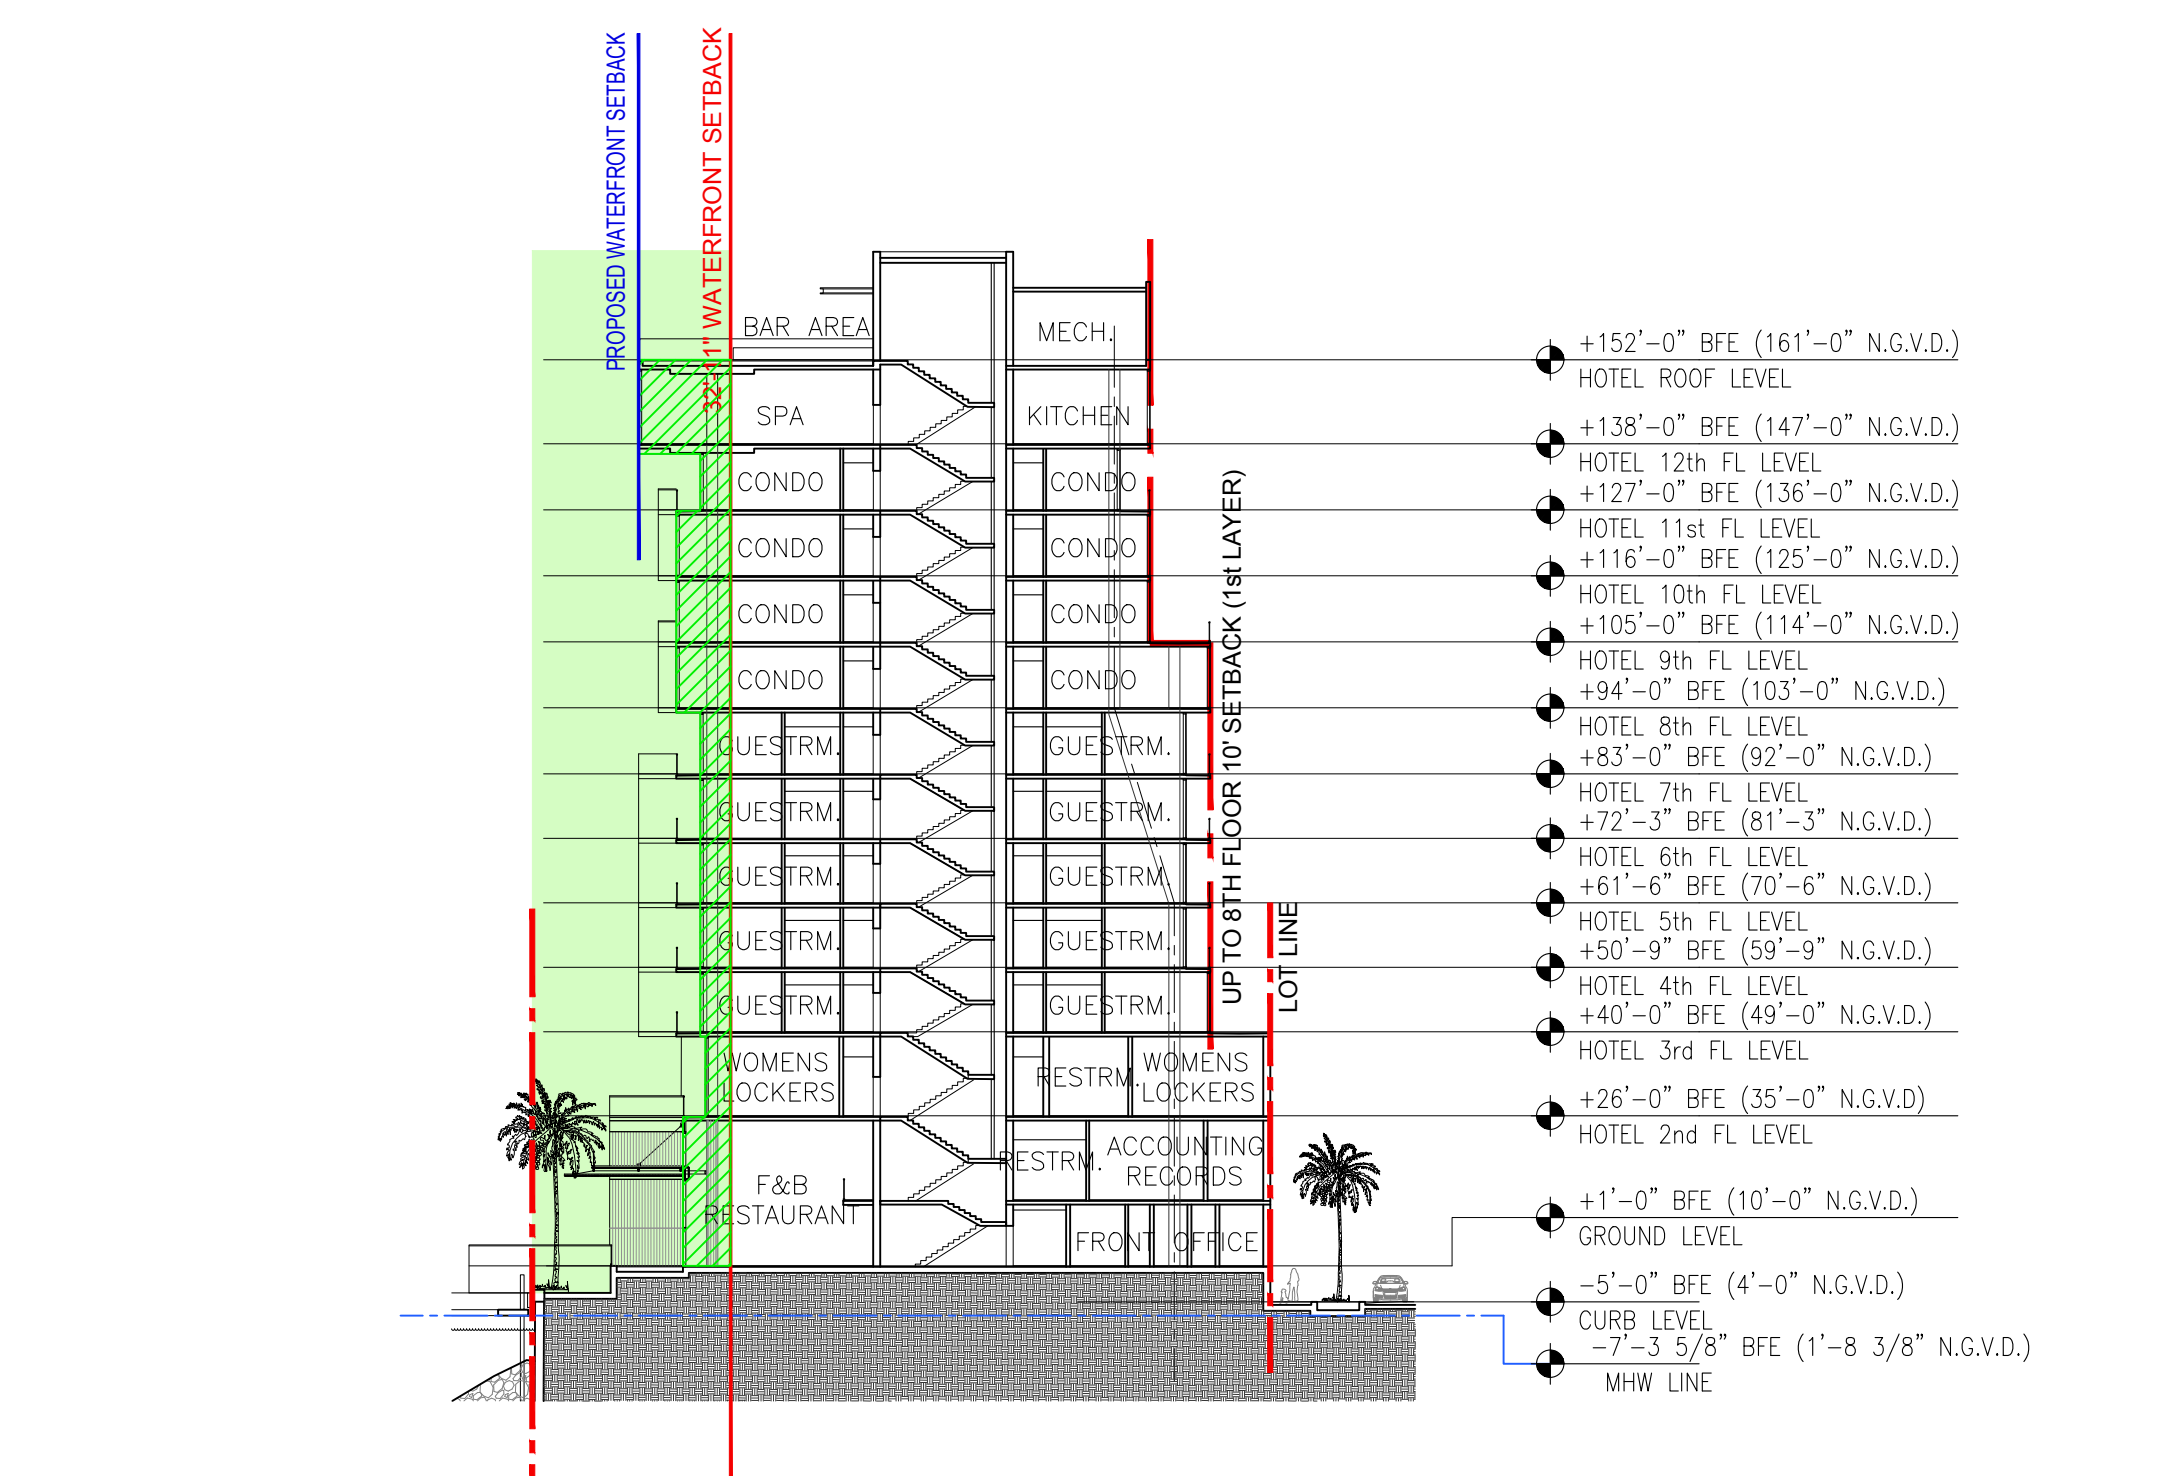 PROPOSED WATERFRONT SETBACK
32'-11" WATERFRONT SETBACK
BAR AREA
MECH.
SPA
KITCHEN
CONDO
CONDO
CONDO
CONDO
CONDO
CONDO
CONDO
CONDO
GUESTRM.
GUESTRM.
GUESTRM.
GUESTRM.
GUESTRM.
GUESTRM.
GUESTRM.
GUESTRM.
GUESTRM.
GUESTRM.
WOMENS
LOCKERS
RESTRM.
WOMENS
LOCKERS
RESTRM.
ACCOUNTING
RECORDS
F&B
RESTAURANT
FRONT OFFICE
UP TO 8TH FLOOR 10' SETBACK (1st LAYER)
LOT LINE
+152'-0" BFE (161'-0" N.G.V.D.)
HOTEL ROOF LEVEL
+138'-0" BFE (147'-0" N.G.V.D.)
HOTEL 12th FL LEVEL
+127'-0" BFE (136'-0" N.G.V.D.)
HOTEL 11st FL LEVEL
+116'-0" BFE (125'-0" N.G.V.D.)
HOTEL 10th FL LEVEL
+105'-0" BFE (114'-0" N.G.V.D.)
HOTEL 9th FL LEVEL
+94'-0" BFE (103'-0" N.G.V.D.)
HOTEL 8th FL LEVEL
+83'-0" BFE (92'-0" N.G.V.D.)
HOTEL 7th FL LEVEL
+72'-3" BFE (81'-3" N.G.V.D.)
HOTEL 6th FL LEVEL
+61'-6" BFE (70'-6" N.G.V.D.)
HOTEL 5th FL LEVEL
+50'-9" BFE (59'-9" N.G.V.D.)
HOTEL 4th FL LEVEL
+40'-0" BFE (49'-0" N.G.V.D.)
HOTEL 3rd FL LEVEL
+26'-0" BFE (35'-0" N.G.V.D)
HOTEL 2nd FL LEVEL
+1'-0" BFE (10'-0" N.G.V.D.)
GROUND LEVEL
-5'-0" BFE (4'-0" N.G.V.D.)
CURB LEVEL
-7'-3 5/8" BFE (1'-8 3/8" N.G.V.D.)
MHW LINE